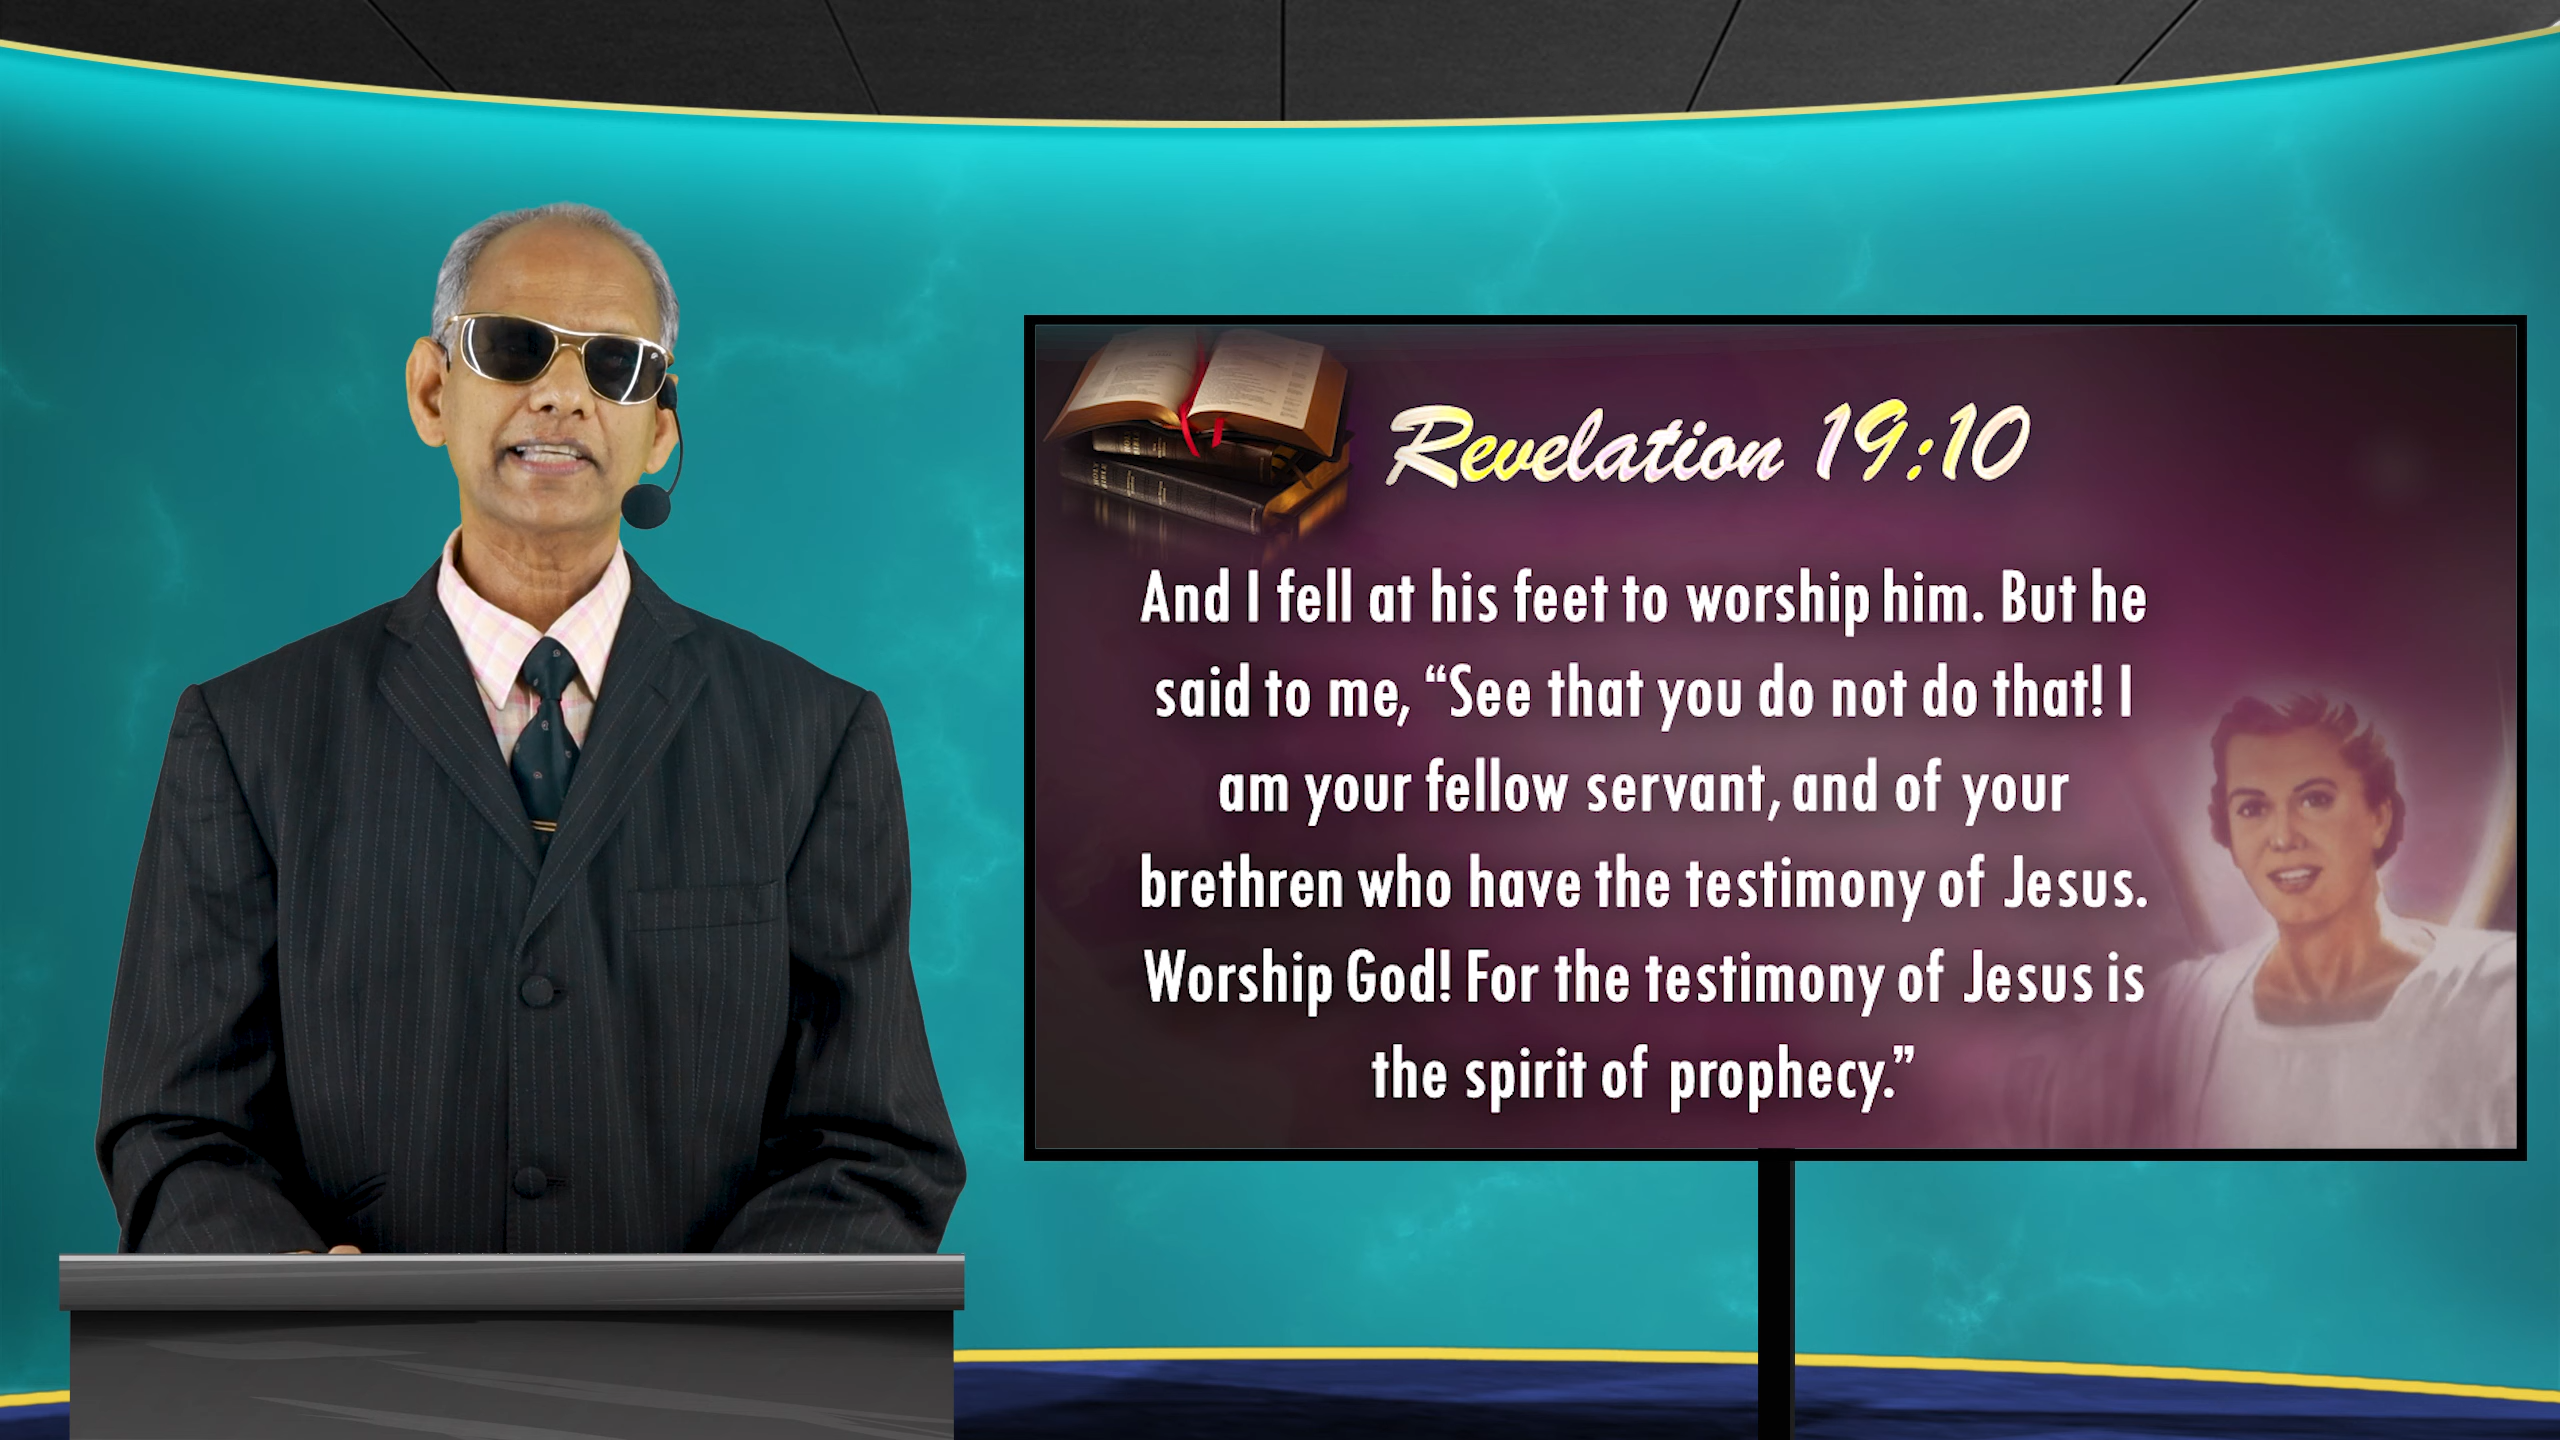 Revelation 19:10
And I fell at his feet to worship him. But he
said to me, “See that you do not do that! I
am your fellow servant, and of your
brethren who have the testimony of Jesus.
Worship God! For the testimony of Jesus is
the spirit of prophecy.”
HOLY
BIBLE